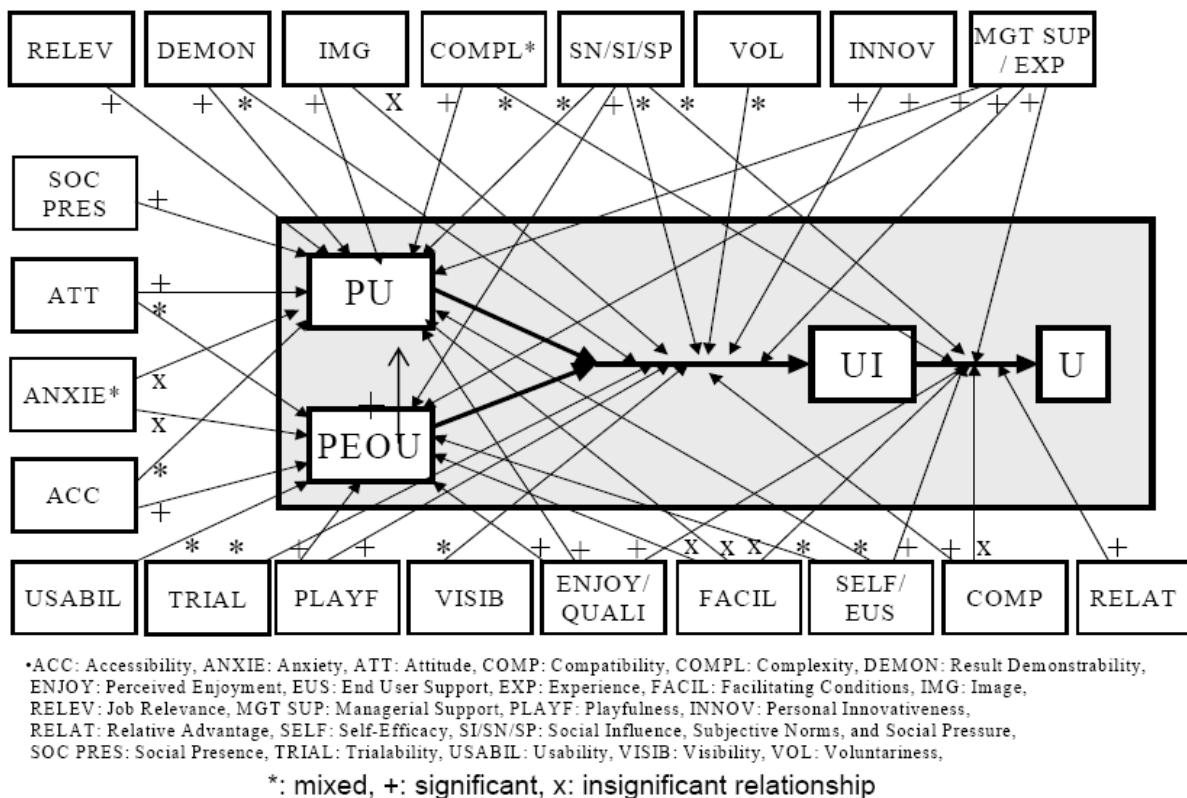 RELEV DEMON IMG COMPL* SN/SI/SP VOL INNOV MGT SUP
/ EXP
+ + * + x + * * + * * * + + + + +
SOC
PRES
+
ATT
+
*
ANXIE*
x
x
ACC
*
+
PU
+
PEOU
UI
U
* * + + * + + + x x x * * + + x +
USABIL TRIAL PLAYF VISIB ENJOY/
QUALI
FACIL SELF/
EUS
COMP RELAT
•ACC: Accessibility, ANXIE: Anxiety, ATT: Attitude, COMP: Compatibility, COMPL: Complexity, DEMON: Result Demonstrability,
ENJOY: Perceived Enjoyment, EUS: End User Support, EXP: Experience, FACIL: Facilitating Conditions, IMG: Image,
RELEV: Job Relevance, MGT SUP: Managerial Support, PLAYF: Playfulness, INNOV: Personal Innovativeness,
RELAT: Relative Advantage, SELF: Self-Efficacy, SI/SN/SP: Social Influence, Subjective Norms, and Social Pressure,
SOC PRES: Social Presence, TRIAL: Trialability, USABIL: Usability, VISIB: Visibility, VOL: Voluntariness,
*: mixed, +: significant, x: insignificant relationship